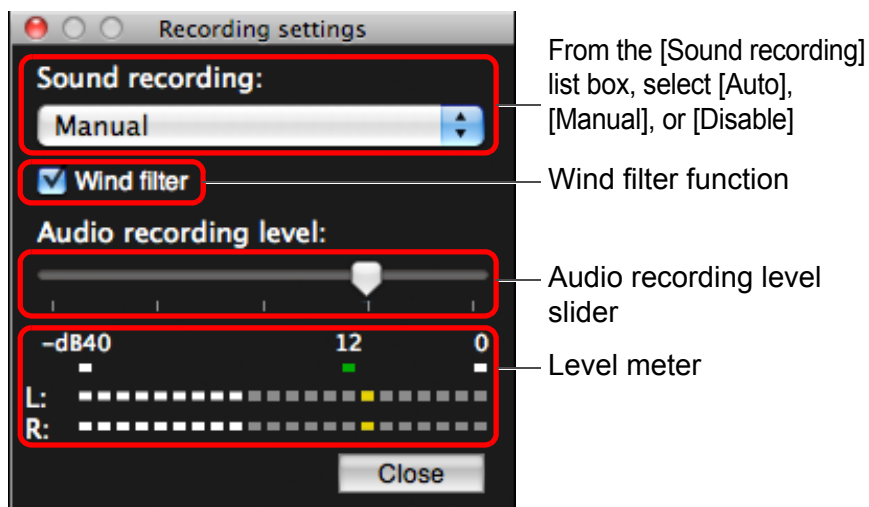 Recording settings
Sound recording:
Manual
Wind filter
Audio recording level:
-dB40 12 0
L:
R:
Close
From the [Sound recording]
list box, select [Auto],
[Manual], or [Disable]
Wind filter function
Audio recording level
slider
Level meter